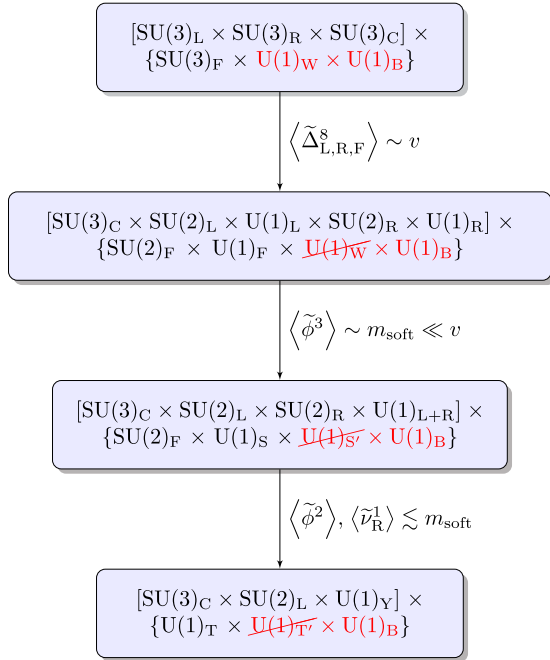 [SU(3)_L × SU(3)_R × SU(3)_C] ×
{SU(3)_F × U(1)_W × U(1)_B}
⟨Δ̃^8_{L,R,F}⟩ ∼ v
[SU(3)_C × SU(2)_L × U(1)_L × SU(2)_R × U(1)_R] ×
{SU(2)_F × U(1)_F × U(1)_W × U(1)_B}
⟨φ̃^3⟩ ∼ m_soft ≪ v
[SU(3)_C × SU(2)_L × SU(2)_R × U(1)_{L+R}] ×
{SU(2)_F × U(1)_S × U(1)_{S′} × U(1)_B}
⟨φ̃^2⟩, ⟨ν̃^1_R⟩ ≲ m_soft
[SU(3)_C × SU(2)_L × U(1)_Y] ×
{U(1)_T × U(1)_{T′} × U(1)_B}